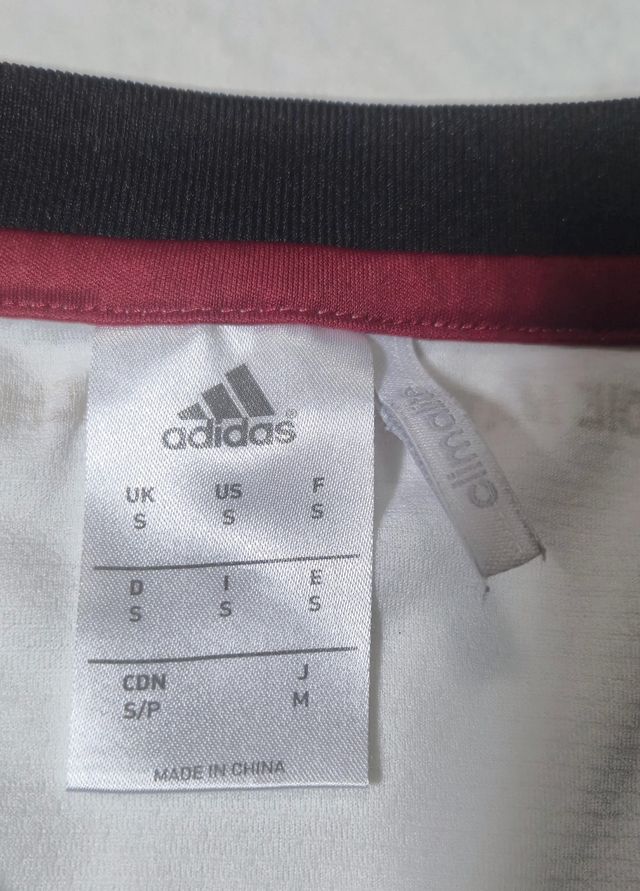 adidas®
UK US F
S S S
D I E
S S S
CDN J
S/P M
MADE IN CHINA
climalite